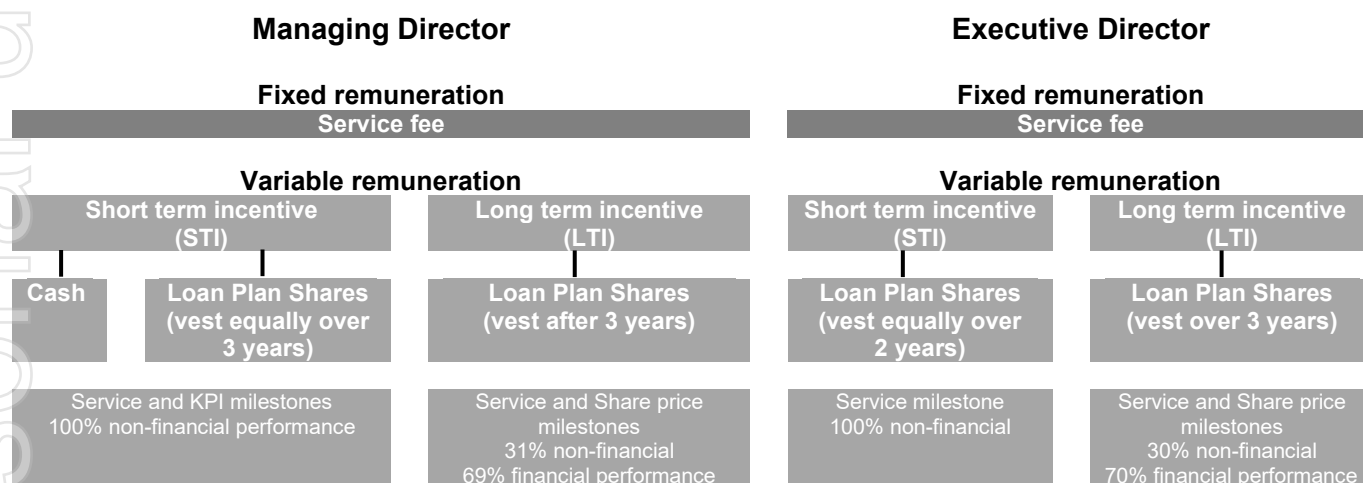 Managing Director
Fixed remuneration
Service fee
Variable remuneration
Short term incentive
(STI)
Long term incentive
(LTI)
Cash
Loan Plan Shares
(vest equally over
3 years)
Loan Plan Shares
(vest after 3 years)
Service and KPI milestones
100% non-financial performance
Service and Share price
milestones
31% non-financial
69% financial performance
Executive Director
Fixed remuneration
Service fee
Variable remuneration
Short term incentive
(STI)
Long term incentive
(LTI)
Loan Plan Shares
(vest equally over
2 years)
Loan Plan Shares
(vest over 3 years)
Service milestone
100% non-financial
Service and Share price
milestones
30% non-financial
70% financial performance